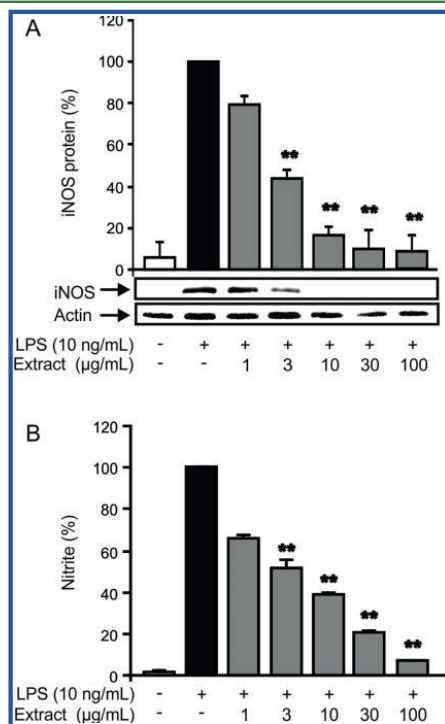 A
120
100
80
60
40
20
0
iNOS protein (%)
** ** ** **
iNOS
Actin
LPS (10 ng/mL) - + + + + + +
Extract (µg/mL) - - 1 3 10 30 100
B
120
100
80
60
40
20
0
Nitrite (%)
** ** ** **
LPS (10 ng/mL) - + + + + + +
Extract (µg/mL) - - 1 3 10 30 100